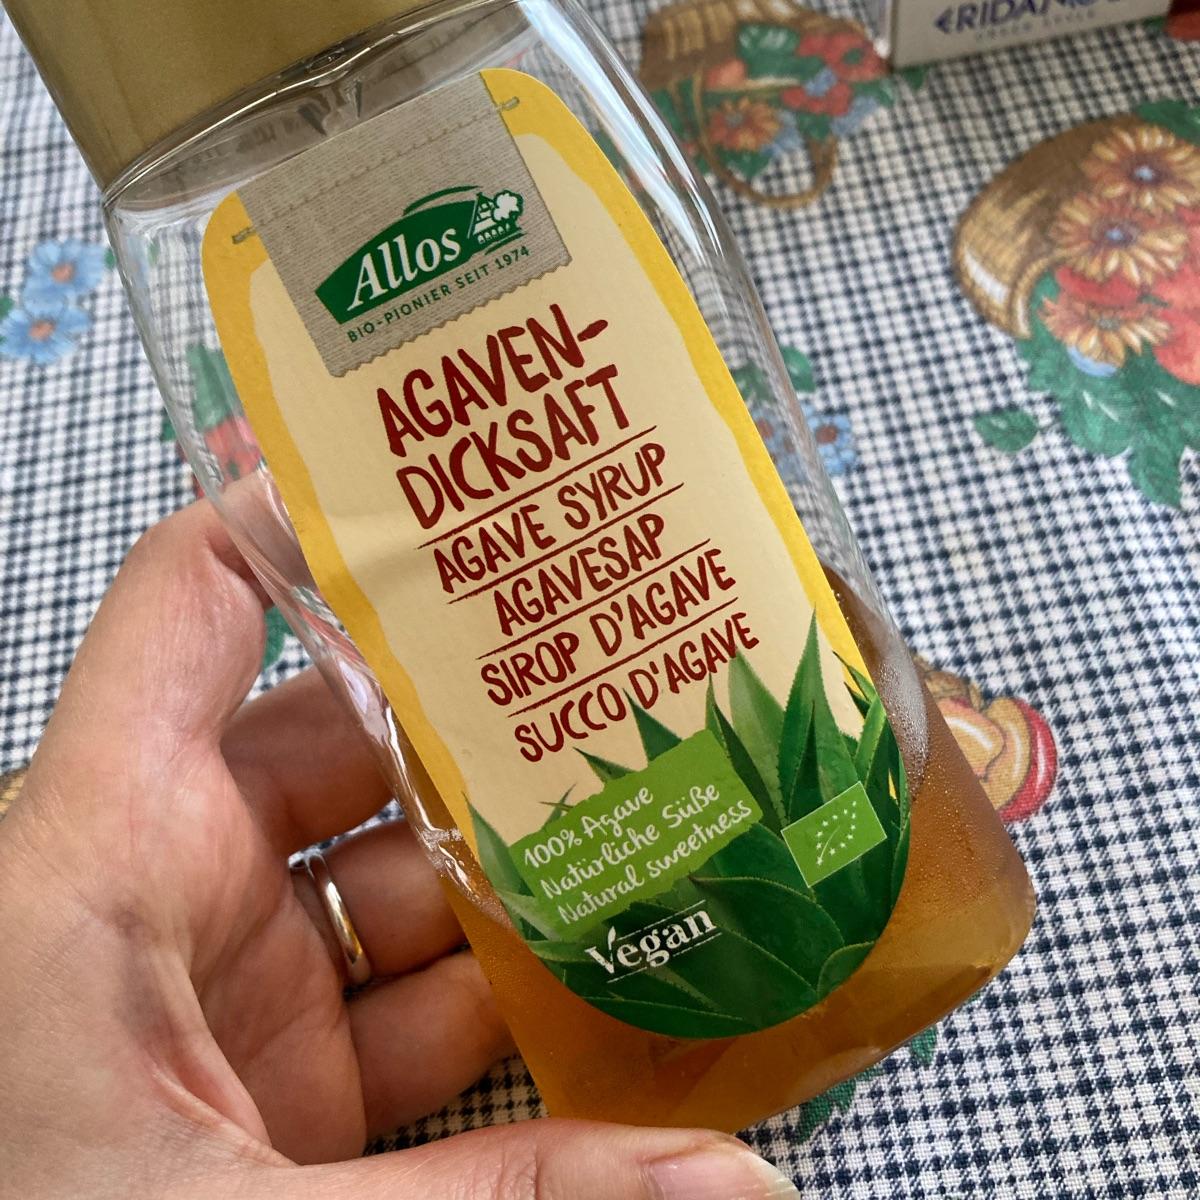 Allos
BIO-PIONIER SEIT 1974
AGAVEN-
DICKSAFT
AGAVE SYRUP
AGAVESAP
SIROP D'AGAVE
SUCCO D'AGAVE
100% Agave
Natürliche Süße
Natural sweetness
Vegan